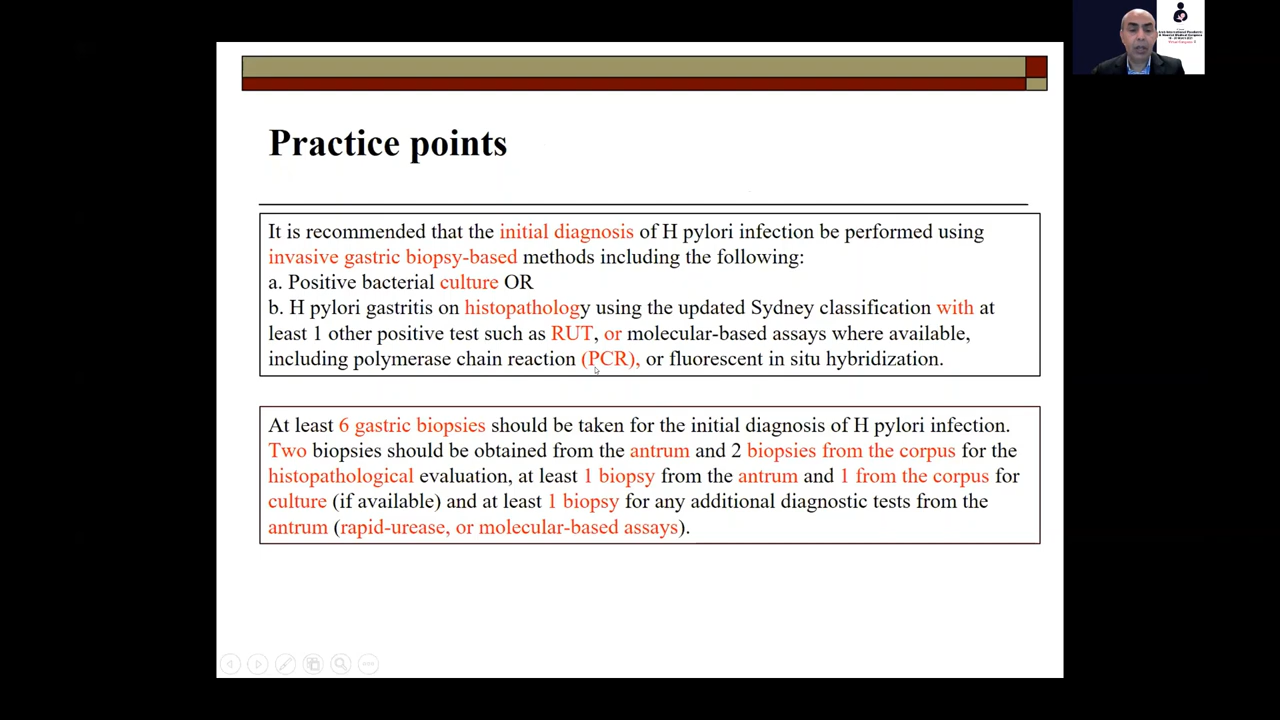 Practice points
It is recommended that the initial diagnosis of H pylori infection be performed using
invasive gastric biopsy-based methods including the following:
a. Positive bacterial culture OR
b. H pylori gastritis on histopathology using the updated Sydney classification with at
least 1 other positive test such as RUT, or molecular-based assays where available,
including polymerase chain reaction (PCR), or fluorescent in situ hybridization.
At least 6 gastric biopsies should be taken for the initial diagnosis of H pylori infection.
Two biopsies should be obtained from the antrum and 2 biopsies from the corpus for the
histopathological evaluation, at least 1 biopsy from the antrum and 1 from the corpus for
culture (if available) and at least 1 biopsy for any additional diagnostic tests from the
antrum (rapid-urease, or molecular-based assays).